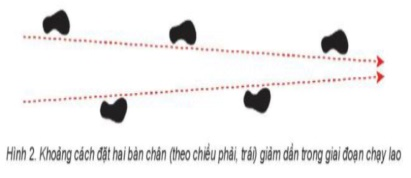 Hình 2. Khoảng cách đặt hai bàn chân (theo chiều phải, trái) giảm dần trong giai đoạn chạy lao